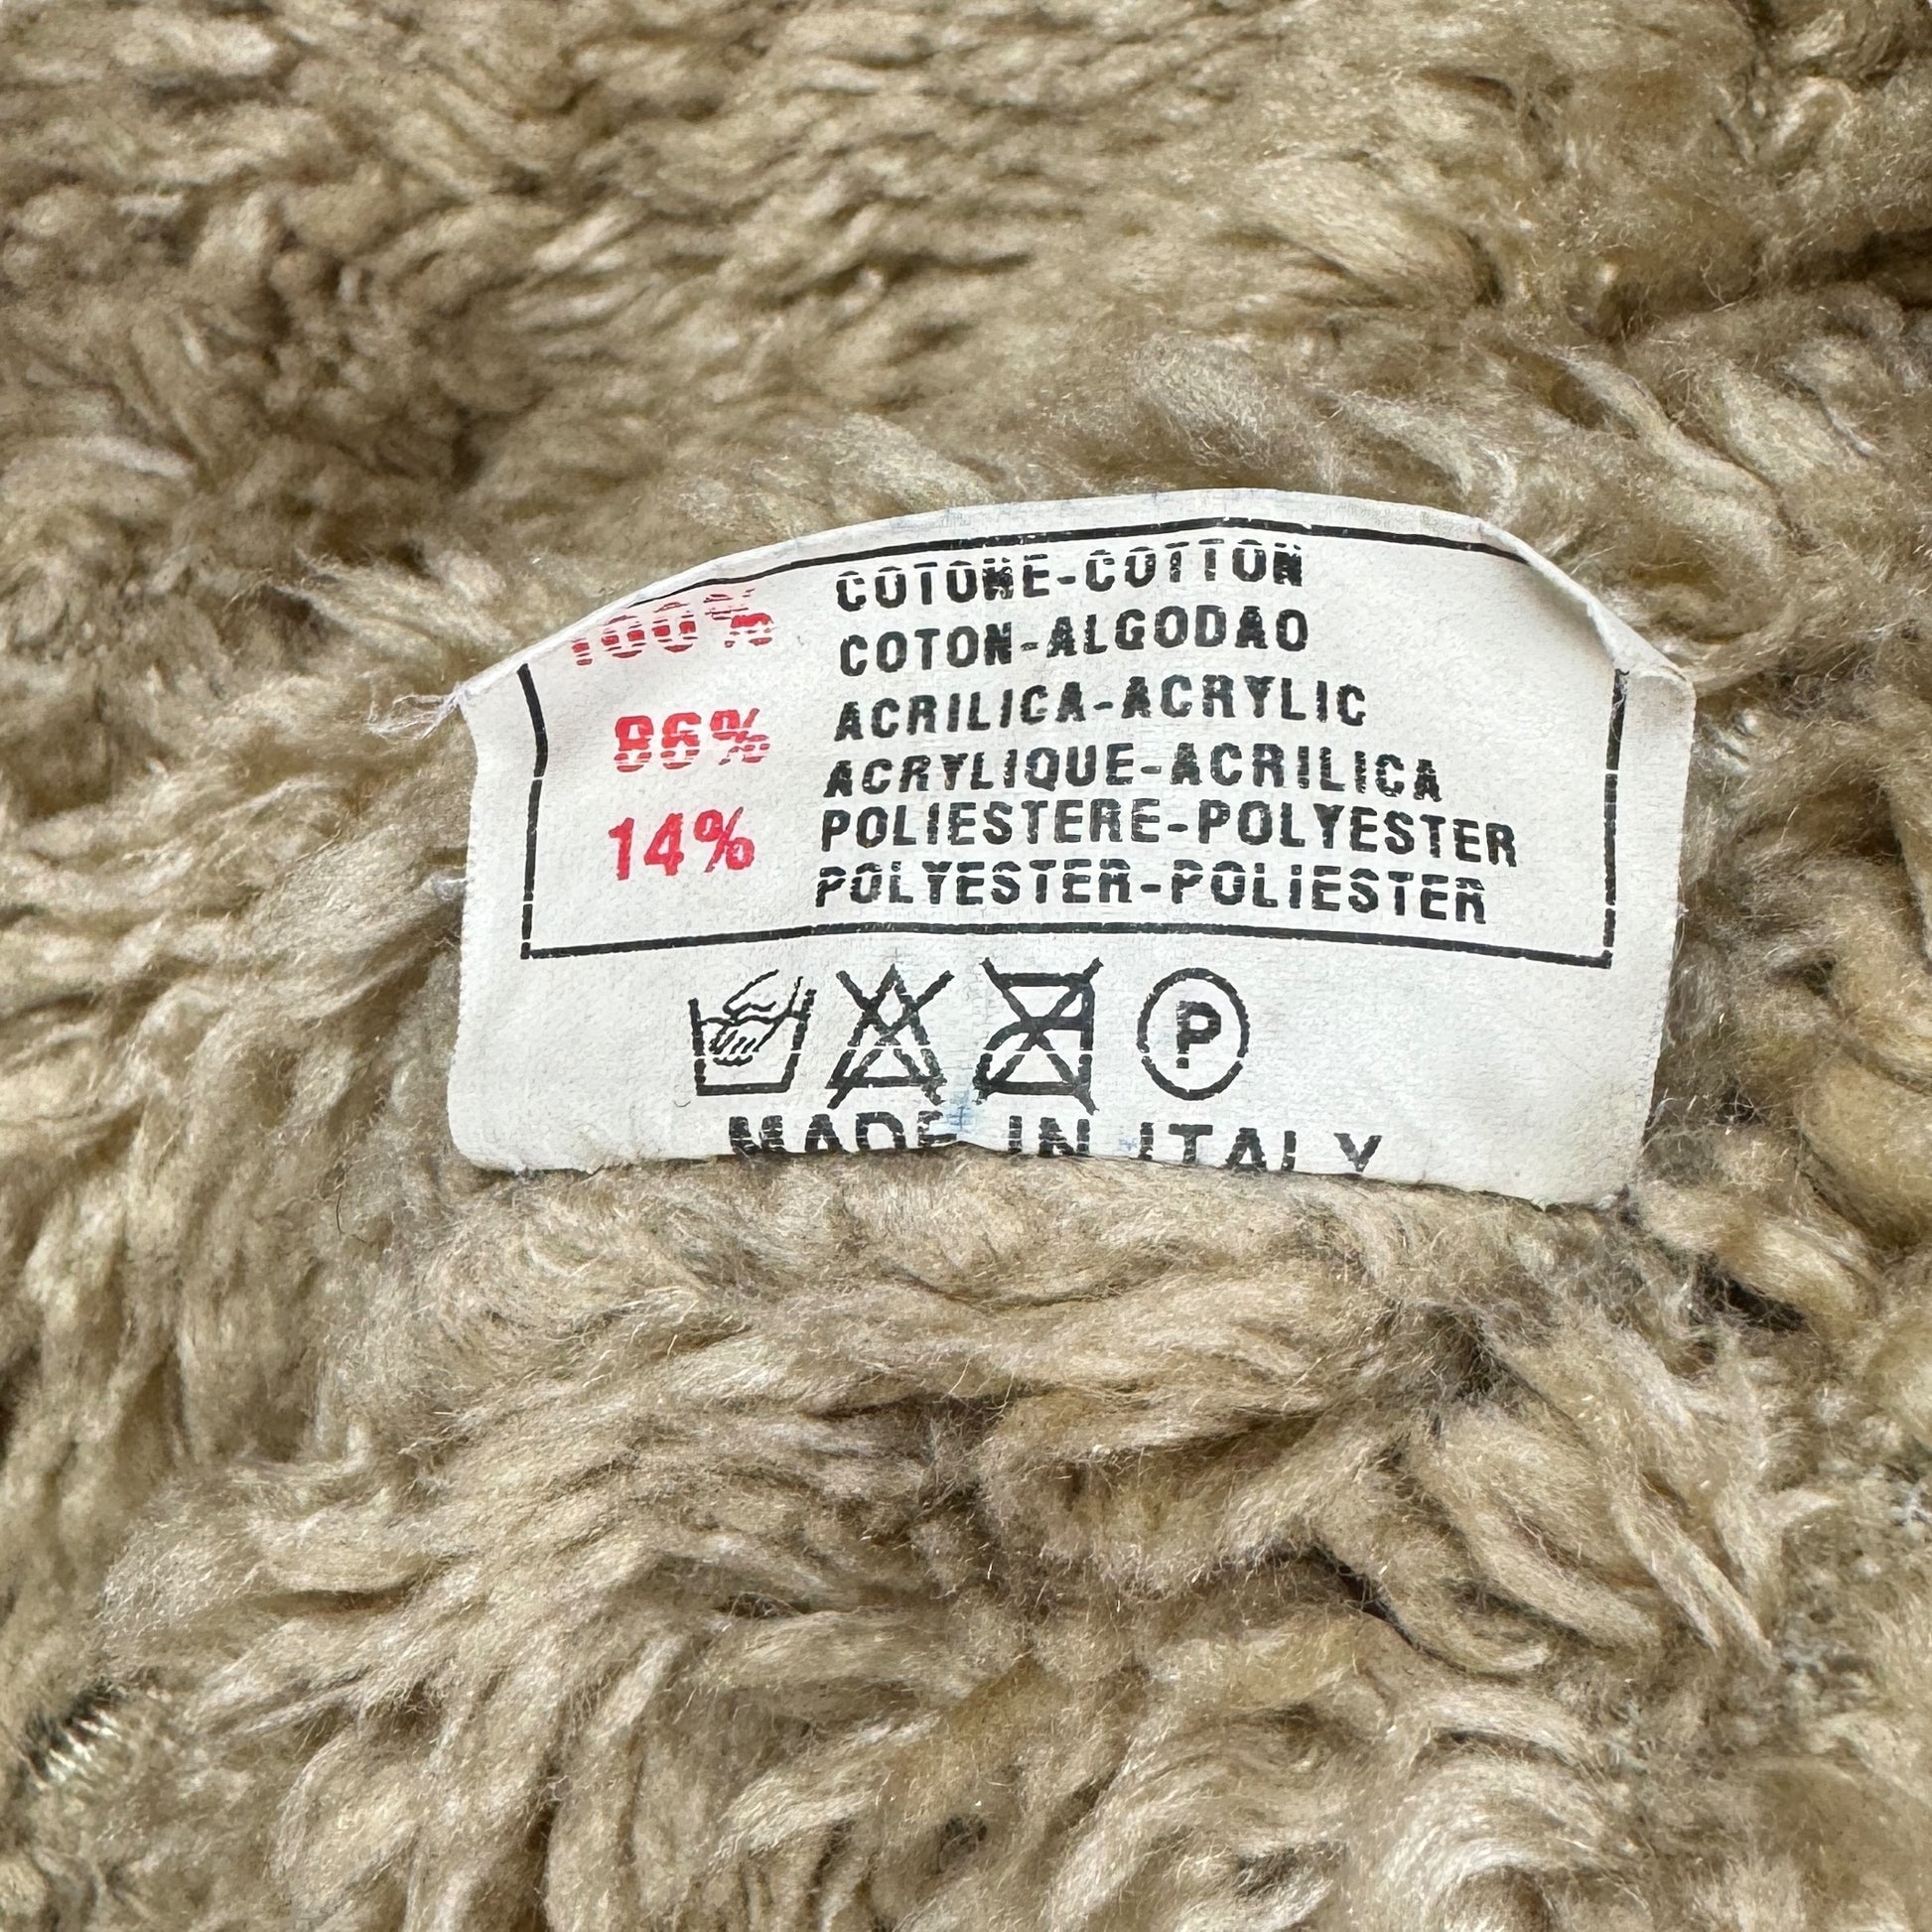 100% COTONE-COTTON
COTON-ALGODAO
86% ACRILICA-ACRYLIC
ACRYLIQUE-ACRILICA
14% POLIESTERE-POLYESTER
POLYESTER-POLIESTER
P
MADE IN ITALY